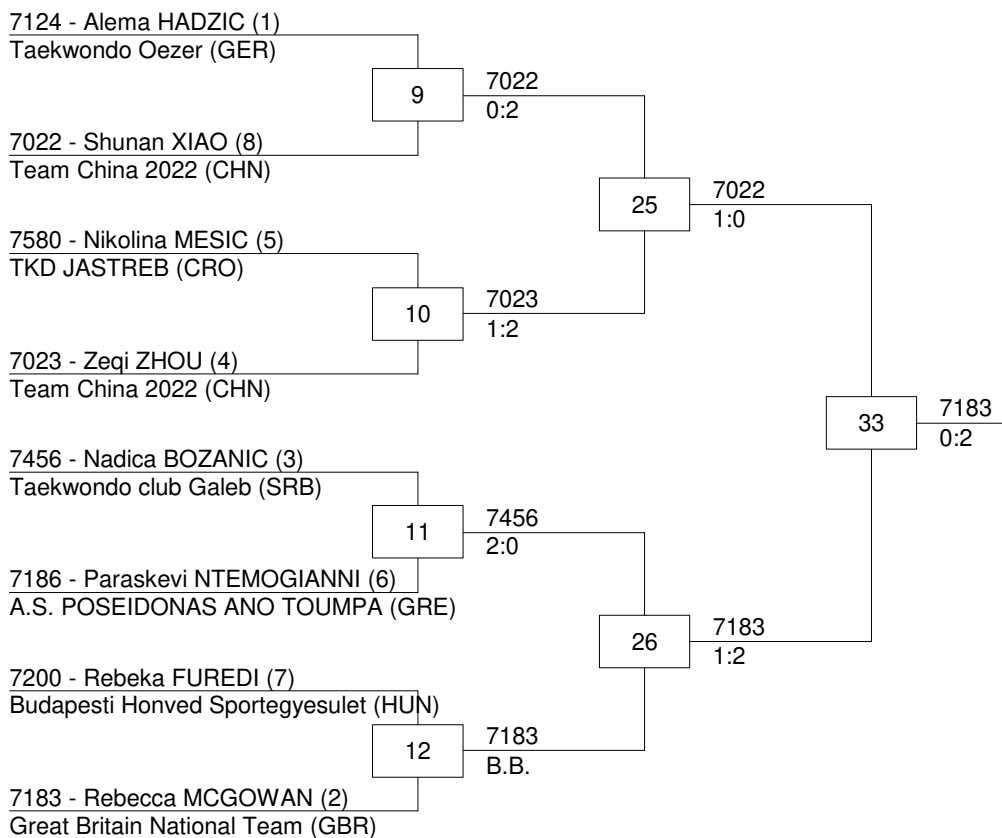 7124 - Alema HADZIC (1)
Taekwondo Oezer (GER)
9
7022
0:2
7022 - Shunan XIAO (8)
Team China 2022 (CHN)
25
7022
1:0
7580 - Nikolina MESIC (5)
TKD JASTREB (CRO)
10
7023
1:2
7023 - Zeqi ZHOU (4)
Team China 2022 (CHN)
33
7183
0:2
7456 - Nadica BOZANIC (3)
Taekwondo club Galeb (SRB)
11
7456
2:0
7186 - Paraskevi NTEMOGIANNI (6)
A.S. POSEIDONAS ANO TOUMPA (GRE)
26
7183
1:2
7200 - Rebeka FUREDI (7)
Budapesti Honved Sportegyesulet (HUN)
12
7183
B.B.
7183 - Rebecca MCGOWAN (2)
Great Britain National Team (GBR)